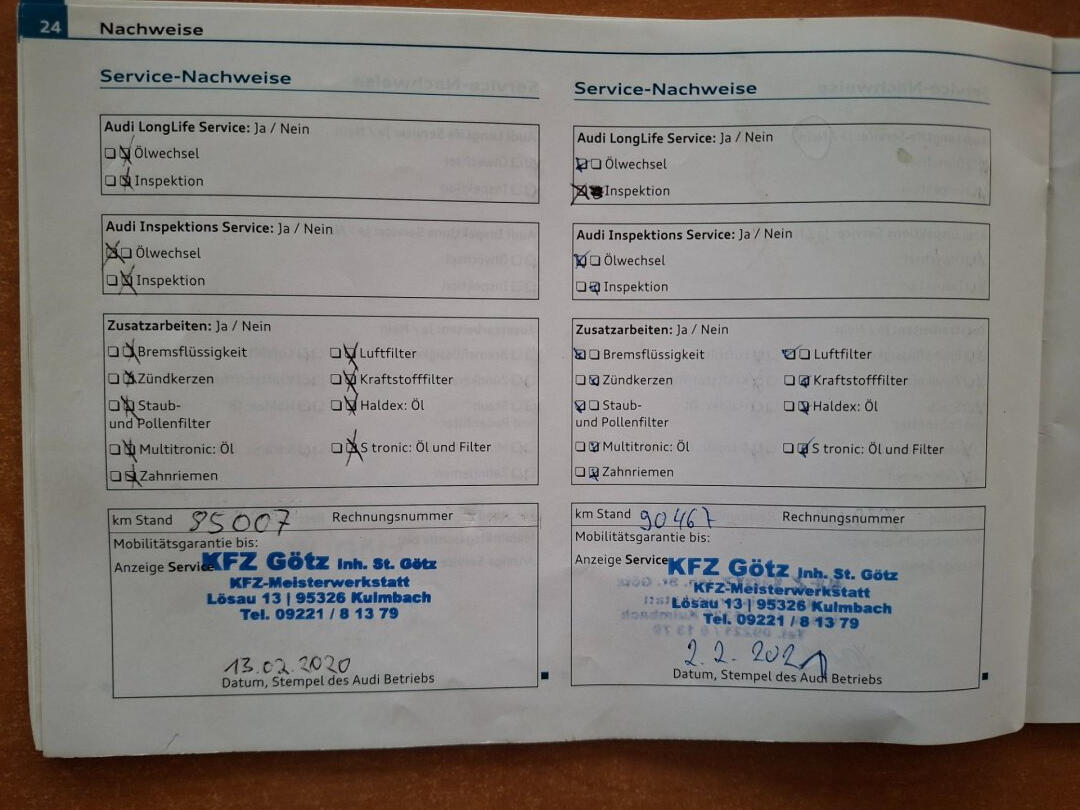 24 Nachweise
Service-Nachweise
Audi LongLife Service: Ja / Nein
Ölwechsel
Inspektion
Audi Inspektions Service: Ja / Nein
Ölwechsel
Inspektion
Zusatzarbeiten: Ja / Nein
Bremsflüssigkeit Luftfilter
Zündkerzen Kraftstofffilter
Staub- Haldex: Öl
und Pollenfilter
Multitronic: Öl S tronic: Öl und Filter
Zahnriemen
km Stand 85007 Rechnungsnummer
Mobilitätsgarantie bis:
Anzeige Service
KFZ Götz Inh. St. Götz
KFZ-Meisterwerkstatt
Lösau 13 | 95326 Kulmbach
Tel. 09221 / 8 13 79
13.02.2020
Datum, Stempel des Audi Betriebs
Service-Nachweise
Audi LongLife Service: Ja / Nein
Ölwechsel
Inspektion
Audi Inspektions Service: Ja / Nein
Ölwechsel
Inspektion
Zusatzarbeiten: Ja / Nein
Bremsflüssigkeit Luftfilter
Zündkerzen Kraftstofffilter
Staub- Haldex: Öl
und Pollenfilter
Multitronic: Öl S tronic: Öl und Filter
Zahnriemen
km Stand 90467 Rechnungsnummer
Mobilitätsgarantie bis:
Anzeige Service
KFZ Götz Inh. St. Götz
KFZ-Meisterwerkstatt
Lösau 13 | 95326 Kulmbach
Tel. 09221 / 8 13 79
2.2.2021
Datum, Stempel des Audi Betriebs